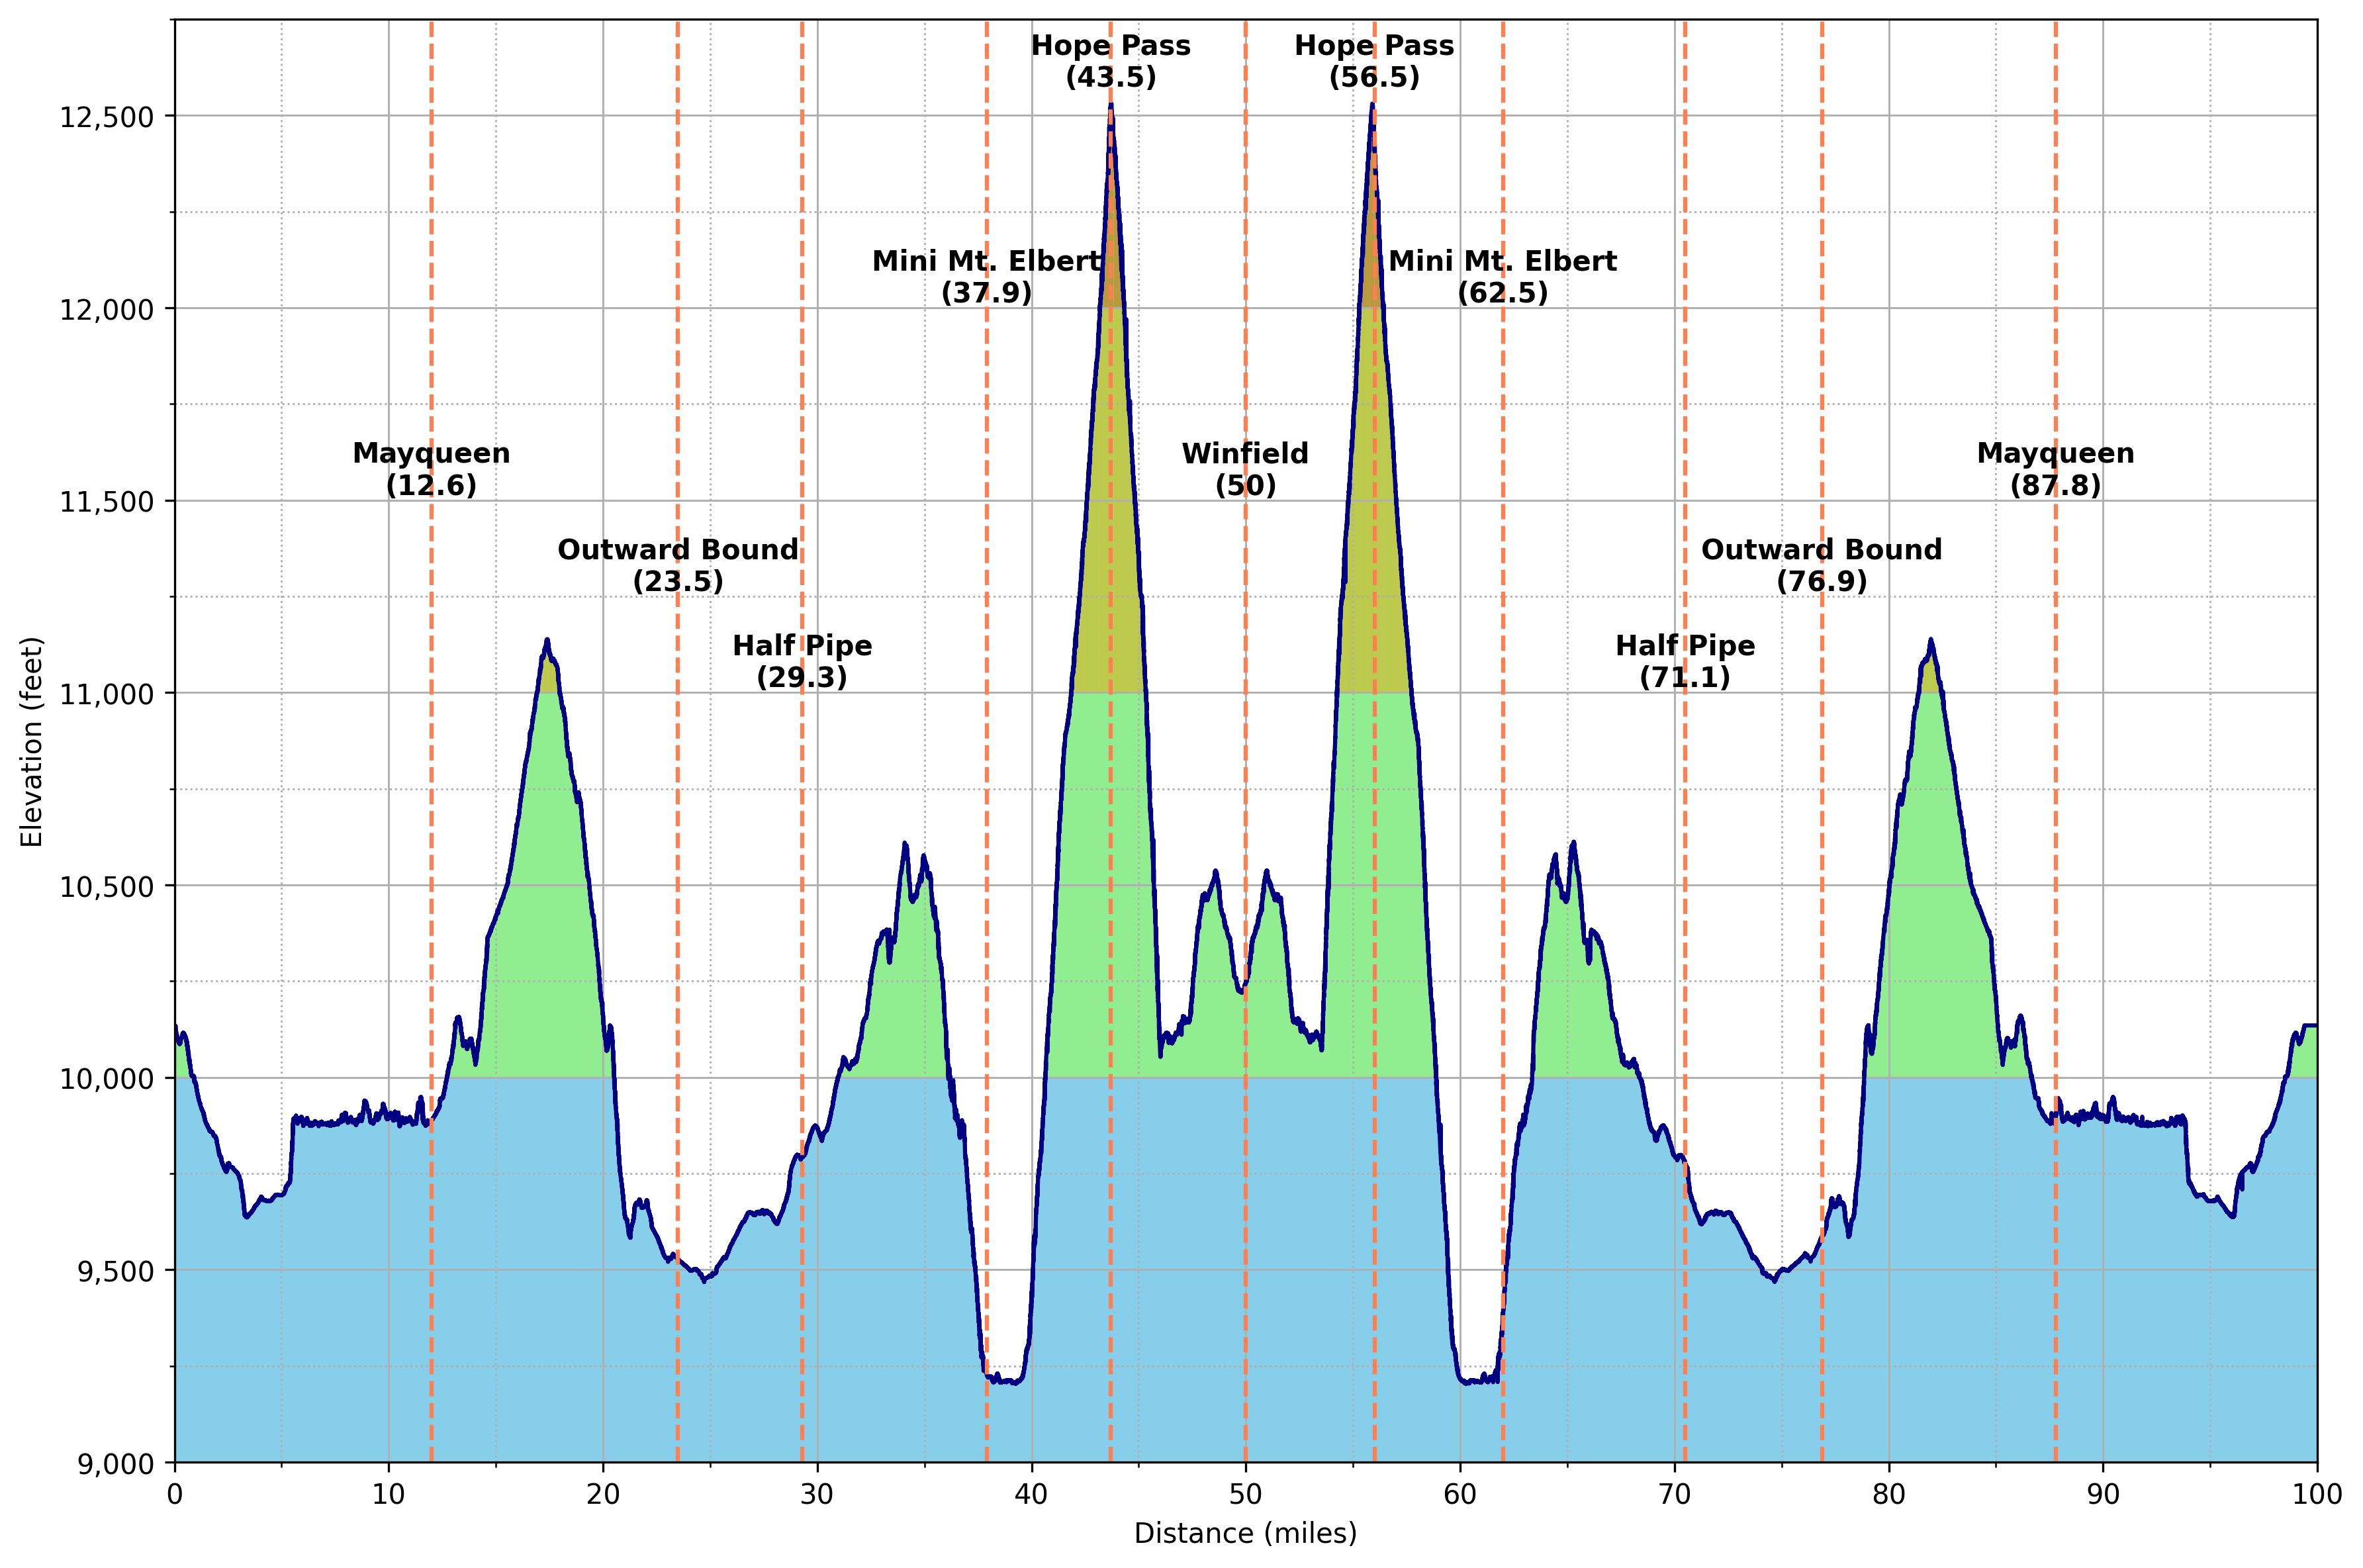 Hope Pass
(43.5)
Hope Pass
(56.5)
12,500
Mini Mt. Elbert
(37.9)
Mini Mt. Elbert
(62.5)
12,000
Mayqueen
(12.6)
Winfield
(50)
Mayqueen
(87.8)
11,500
Outward Bound
(23.5)
Outward Bound
(76.9)
Half Pipe
(29.3)
Half Pipe
(71.1)
11,000
Elevation (feet)
10,500
10,000
9,500
9,000
0 10 20 30 40 50 60 70 80 90 100
Distance (miles)